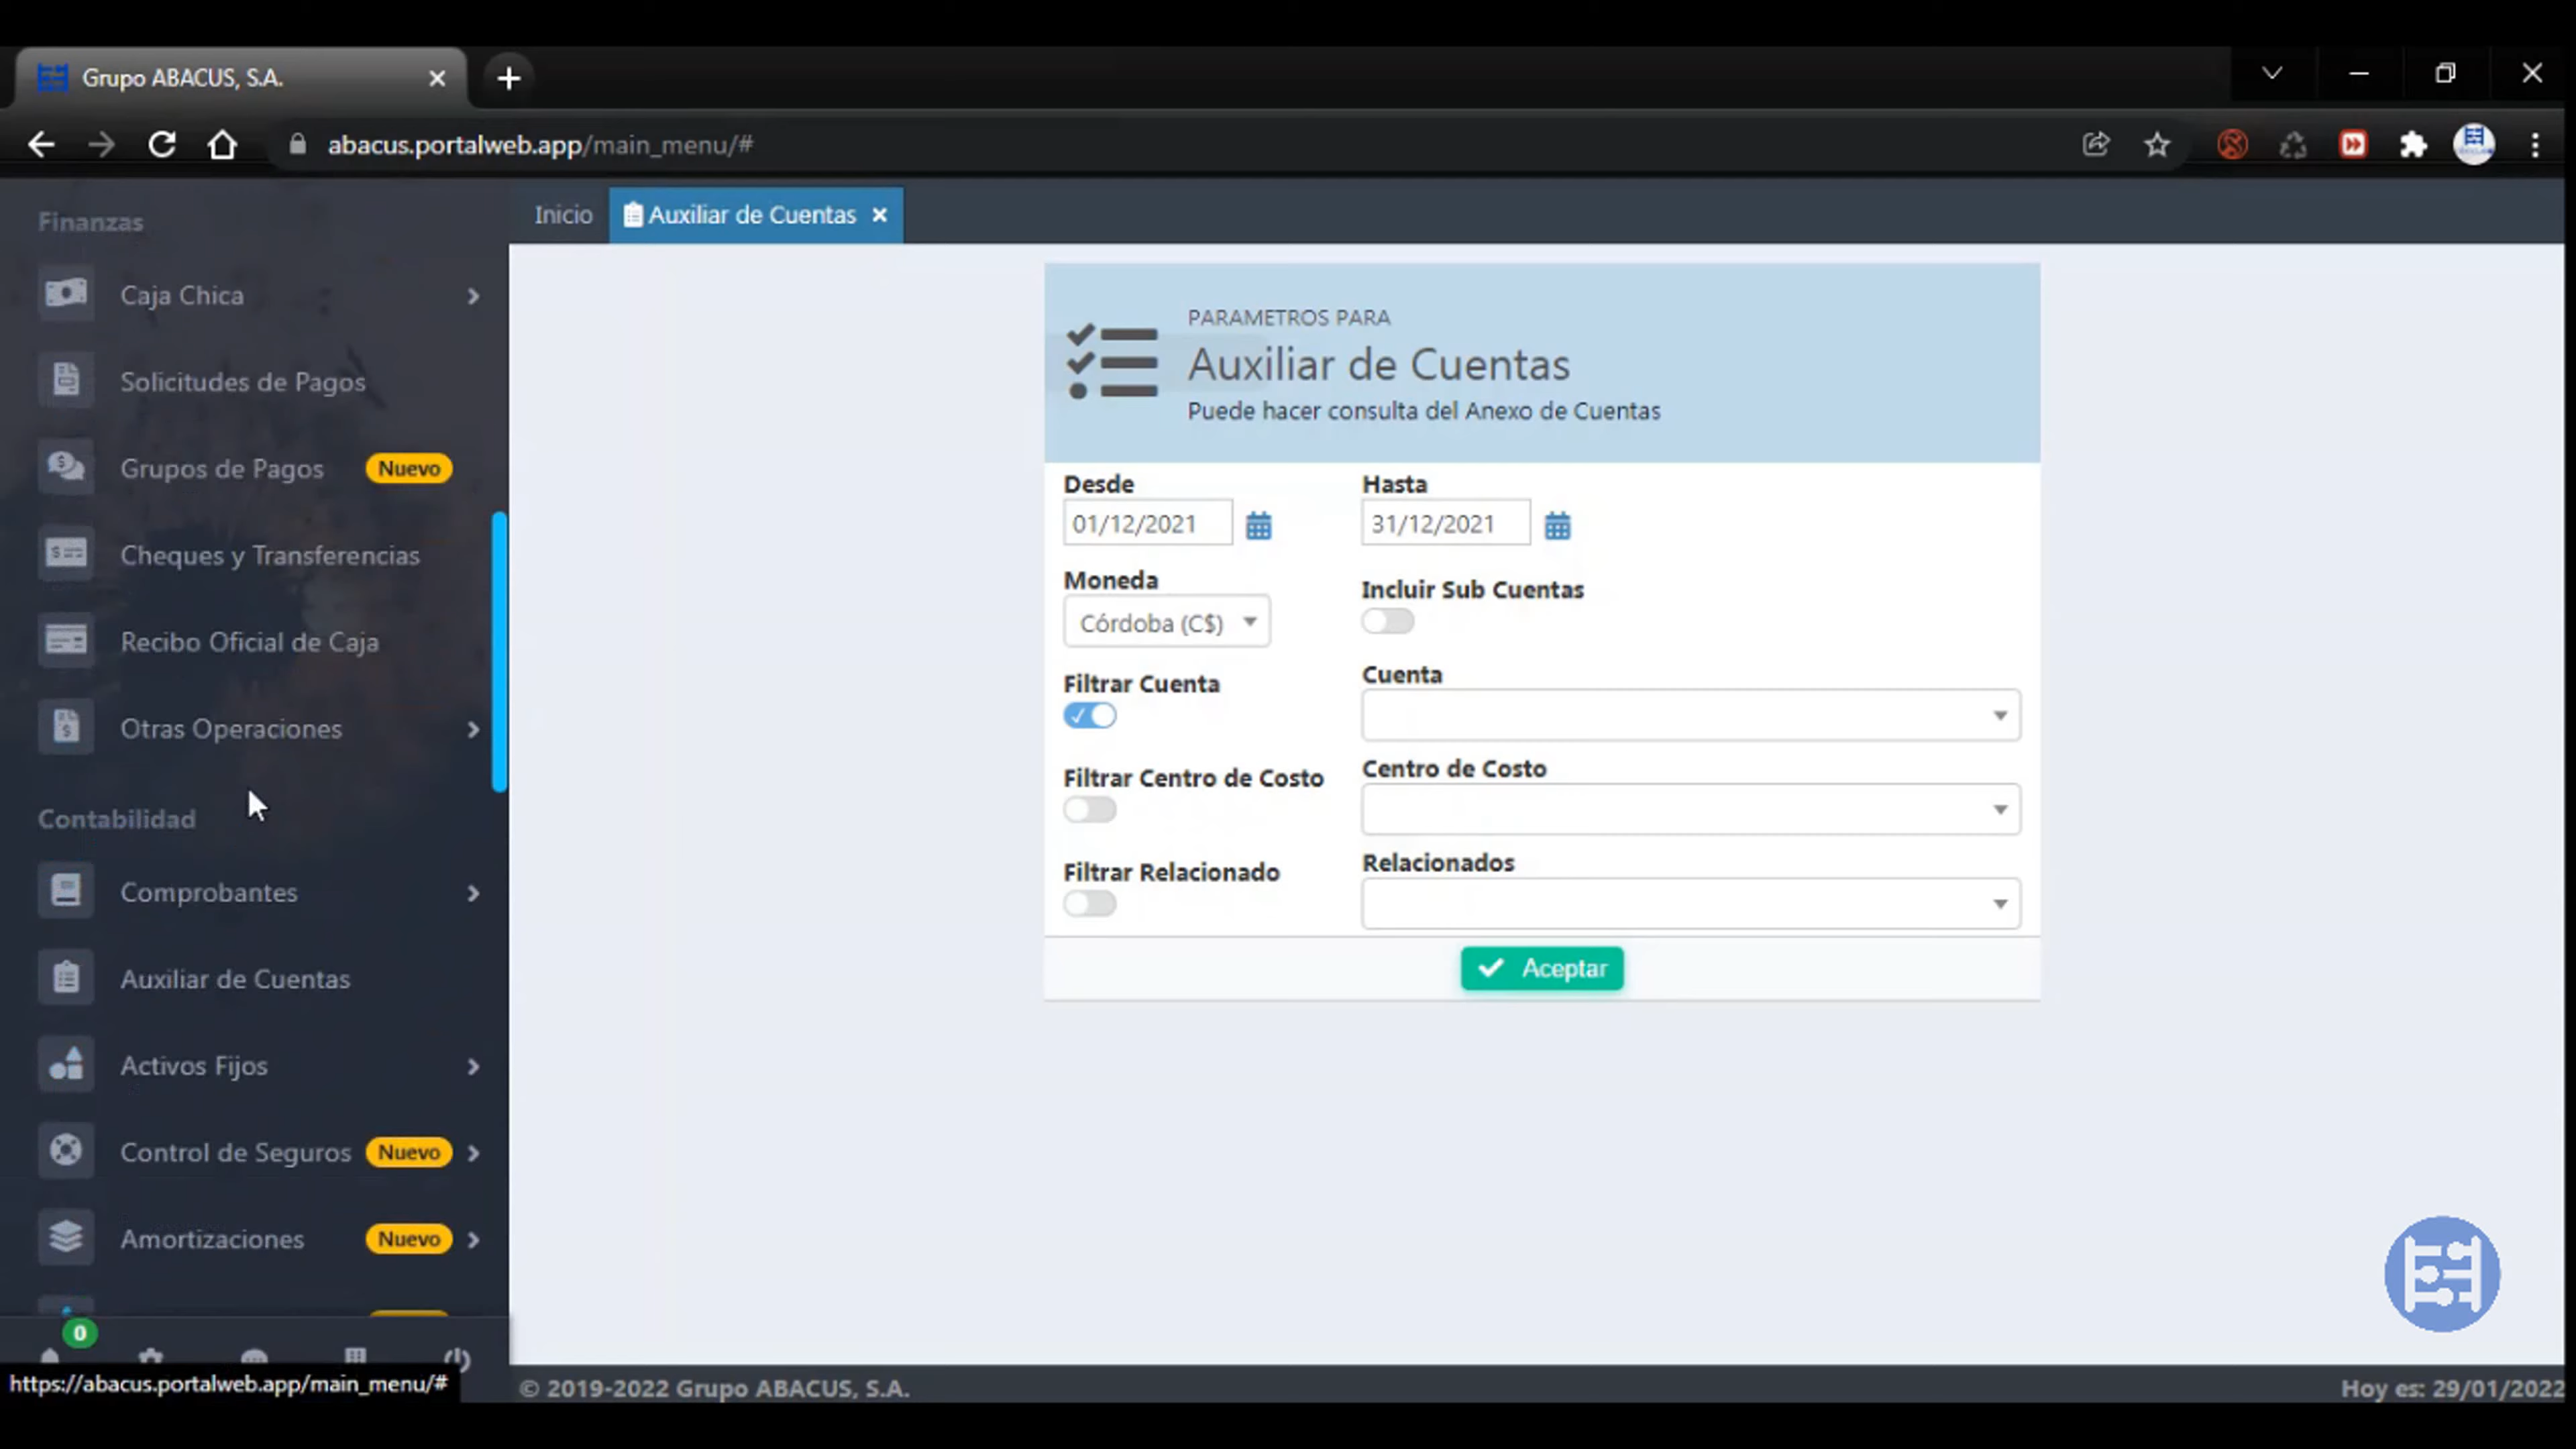 Grupo ABACUS, S.A.
abacus.portalweb.app/main_menu/#
Finanzas
Caja Chica
Solicitudes de Pagos
Grupos de Pagos Nuevo
Cheques y Transferencias
Recibo Oficial de Caja
Otras Operaciones
Contabilidad
Comprobantes
Auxiliar de Cuentas
Activos Fijos
Control de Seguros Nuevo
Amortizaciones Nuevo
0
https://abacus.portalweb.app/main_menu/#
Inicio Auxiliar de Cuentas
PARAMETROS PARA
Auxiliar de Cuentas
Puede hacer consulta del Anexo de Cuentas
Desde Hasta
01/12/2021 31/12/2021
Moneda Incluir Sub Cuentas
Córdoba (C$)
Filtrar Cuenta Cuenta
Filtrar Centro de Costo Centro de Costo
Filtrar Relacionado Relacionados
Aceptar
© 2019-2022 Grupo ABACUS, S.A. Hoy es: 29/01/2022